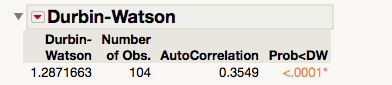 Durbin-Watson
Durbin- Number
Watson of Obs. AutoCorrelation Prob<DW
1.2871663 104 0.3549 <.0001*